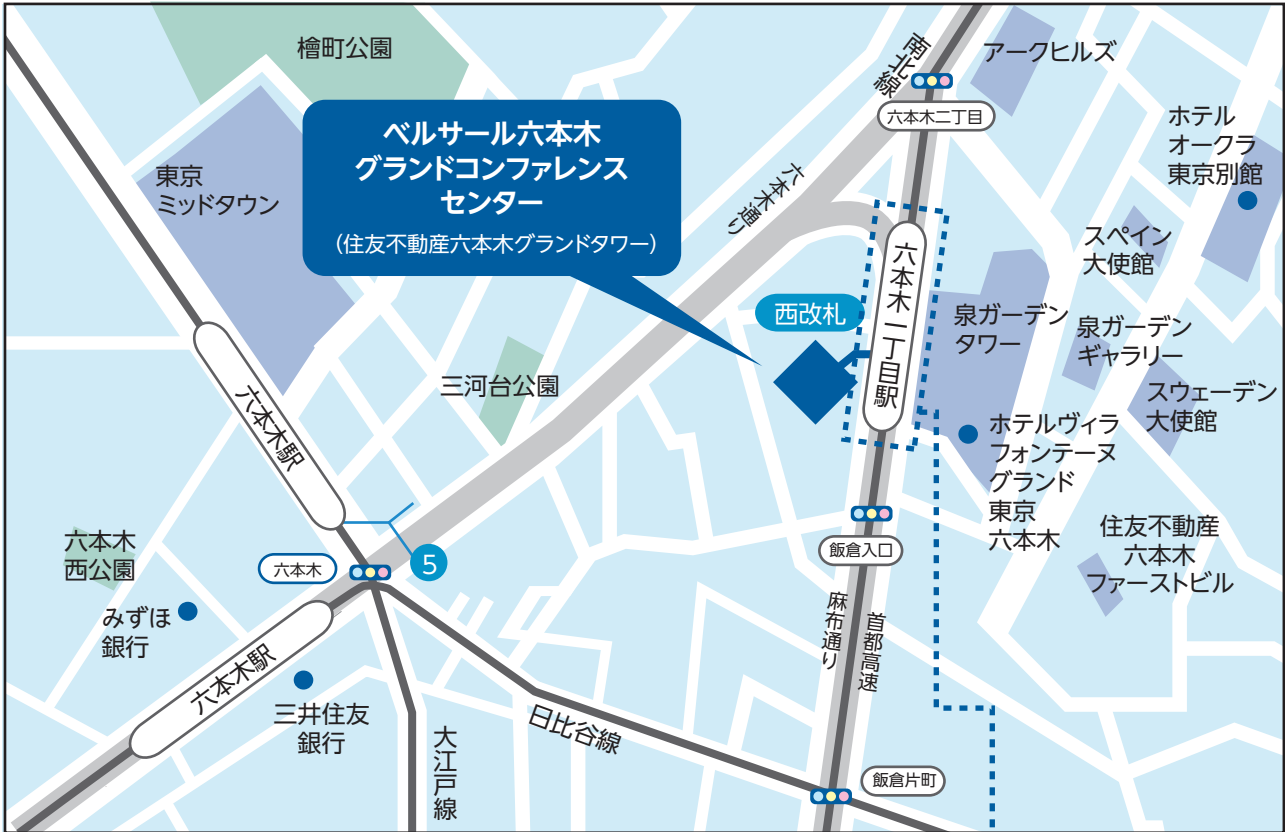 檜町公園
南北線
アークヒルズ
六本木二丁目
ベルサール六本木
グランドコンファレンス
センター
(住友不動産六本木グランドタワー)
ホテル
オークラ
東京別館
東京
ミッドタウン
六本木通り
スペイン
大使館
六本木一丁目駅
西改札
泉ガーデン
タワー
泉ガーデン
ギャラリー
三河台公園
スウェーデン
大使館
六本木駅
ホテルヴィラ
フォンテーヌ
グランド
東京
六本木
住友不動産
六本木
ファーストビル
六本木
西公園
六本木
5
飯倉入口
みずほ
銀行
麻布通り
首都高速
六本木駅
三井住友
銀行
大江戸線
日比谷線
飯倉片町